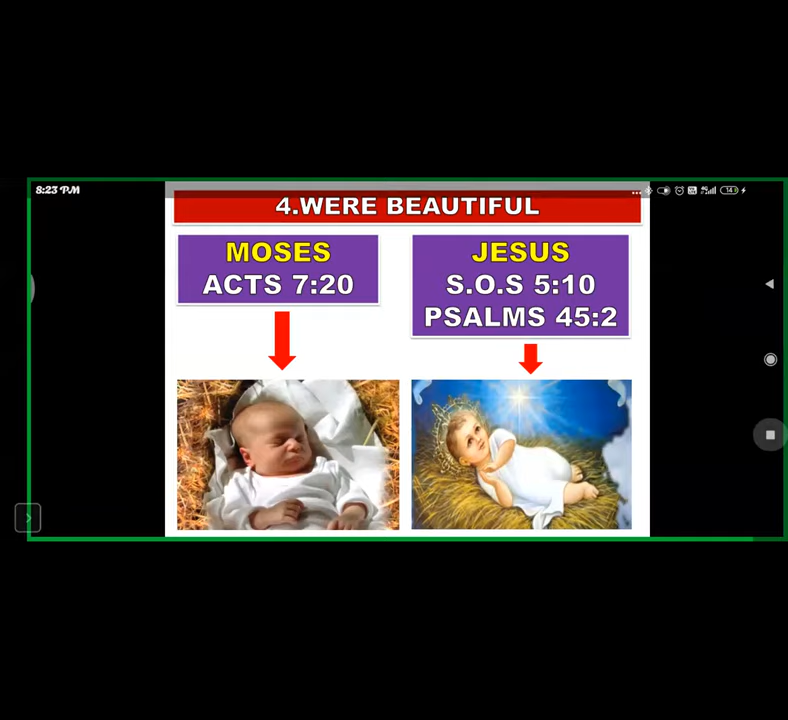 8:23 PM
4.WERE BEAUTIFUL
MOSES
ACTS 7:20
JESUS
S.O.S 5:10
PSALMS 45:2